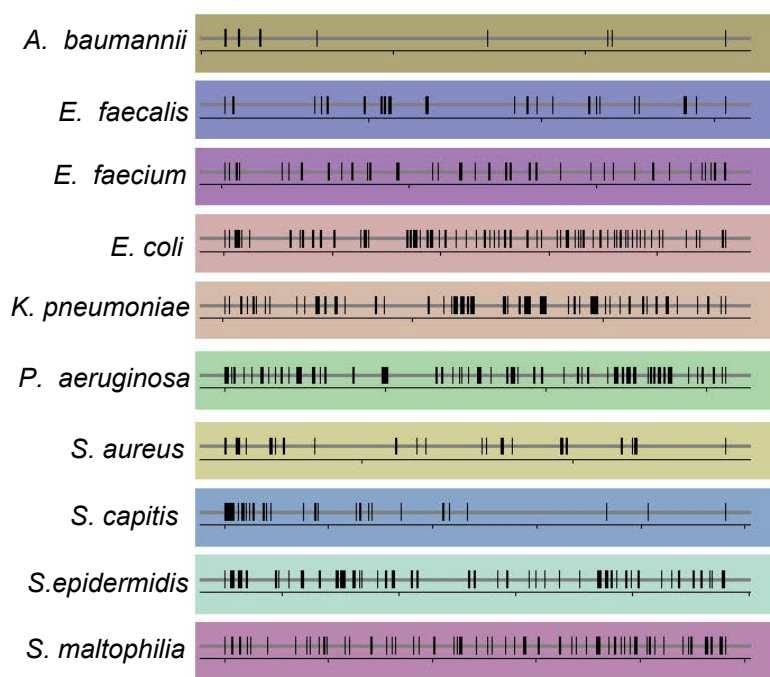 A. baumannii
E. faecalis
E. faecium
E. coli
K. pneumoniae
P. aeruginosa
S. aureus
S. capitis
S.epidermidis
S. maltophilia